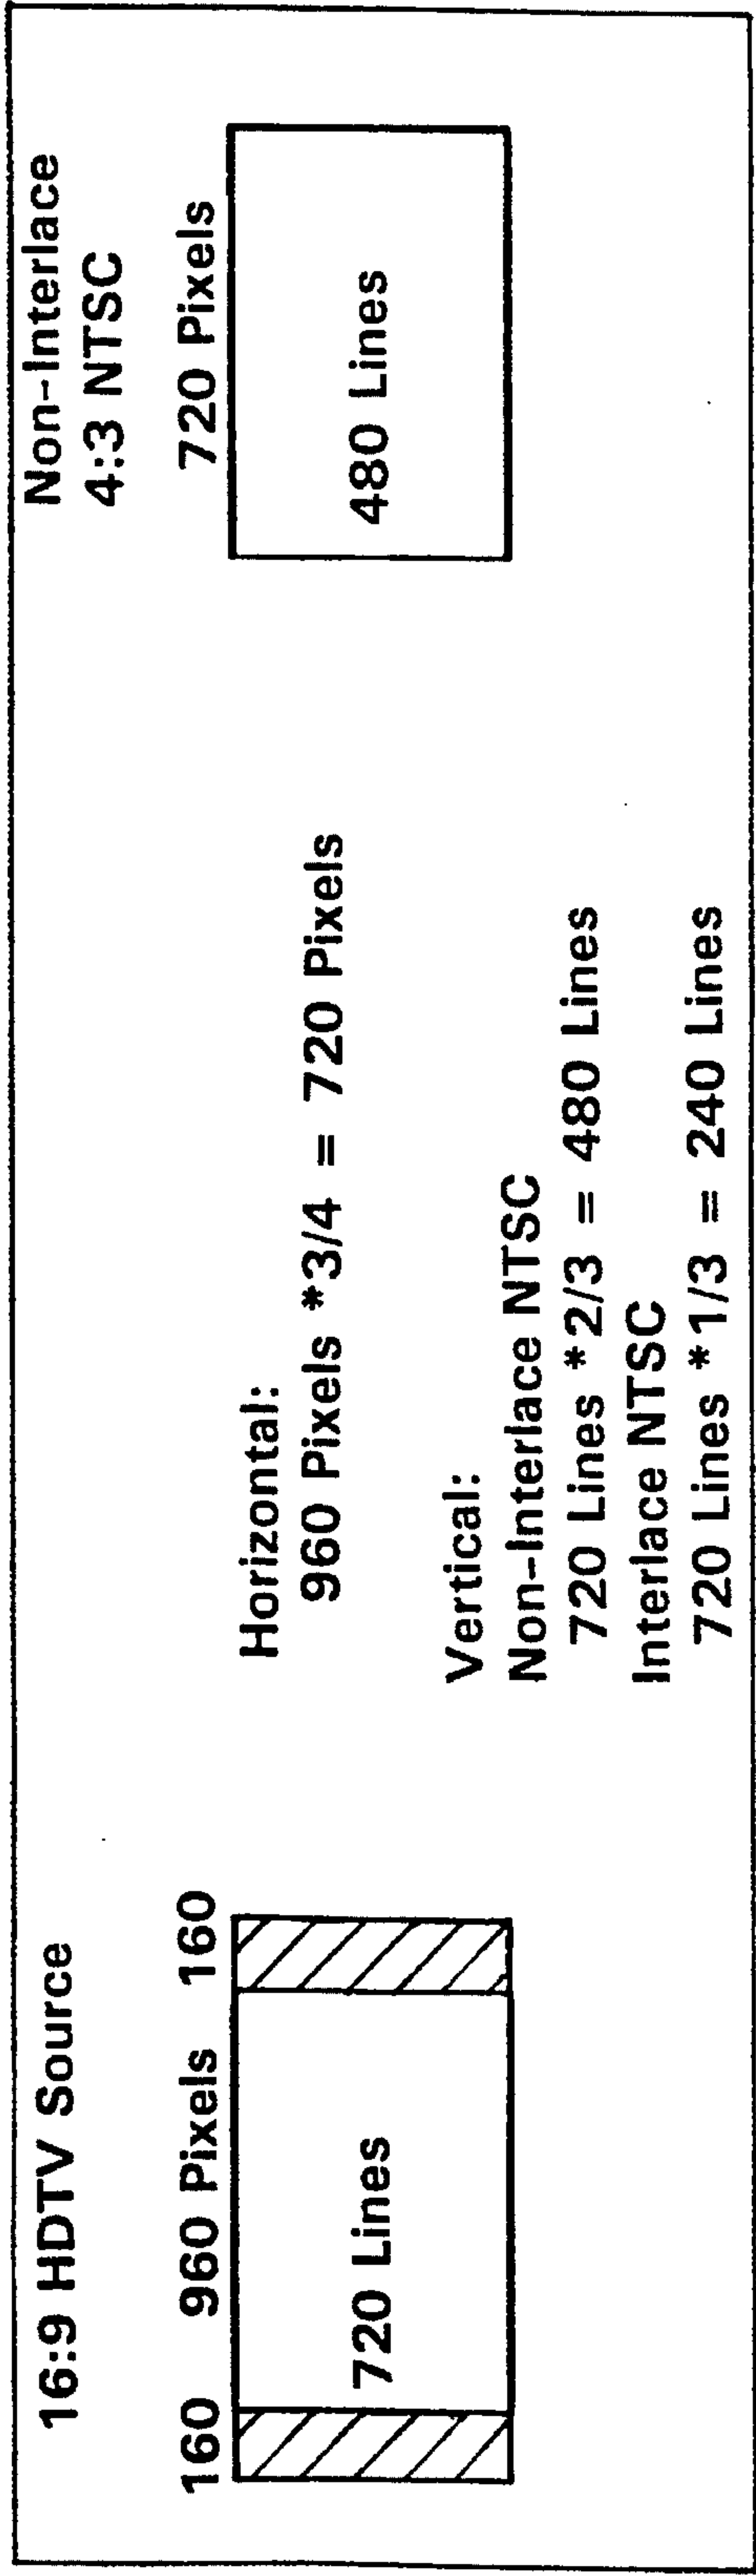 16:9 HDTV Source
160 960 Pixels 160
720 Lines
Horizontal:
960 Pixels *3/4 = 720 Pixels
Vertical:
Non-Interlace NTSC
720 Lines *2/3 = 480 Lines
Interlace NTSC
720 Lines *1/3 = 240 Lines
Non-Interlace
4:3 NTSC
720 Pixels
480 Lines